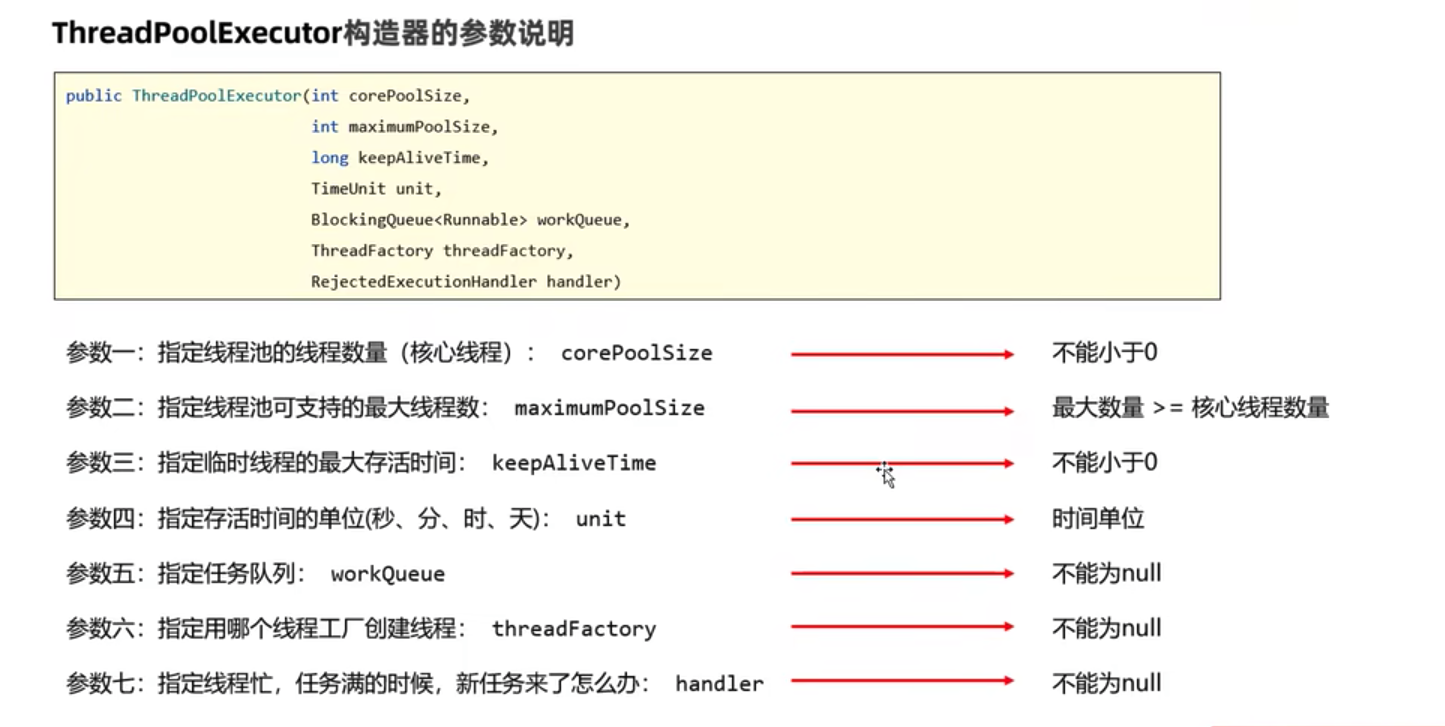 ThreadPoolExecutor构造器的参数说明
public ThreadPoolExecutor(int corePoolSize,
int maximumPoolSize,
long keepAliveTime,
TimeUnit unit,
BlockingQueue<Runnable> workQueue,
ThreadFactory threadFactory,
RejectedExecutionHandler handler)
参数一：指定线程池的线程数量（核心线程）： corePoolSize 不能小于0
参数二：指定线程池可支持的最大线程数： maximumPoolSize 最大数量 >= 核心线程数量
参数三：指定临时线程的最大存活时间： keepAliveTime 不能小于0
参数四：指定存活时间的单位(秒、分、时、天)： unit 时间单位
参数五：指定任务队列： workQueue 不能为null
参数六：指定用哪个线程工厂创建线程： threadFactory 不能为null
参数七：指定线程忙，任务满的时候，新任务来了怎么办： handler 不能为null